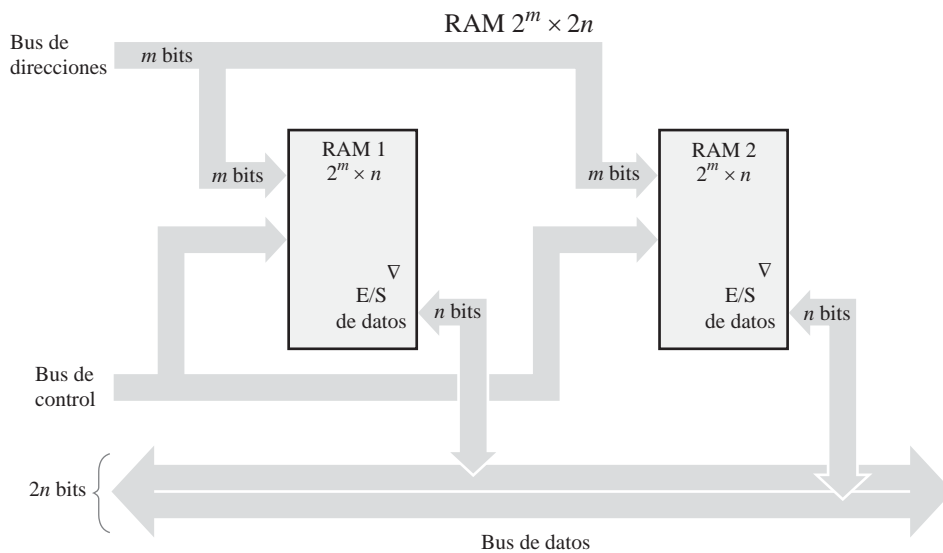 RAM 2^m × 2n
Bus de
direcciones
m bits
RAM 1
2^m × n
m bits
RAM 2
2^m × n
m bits
∇
E/S
de datos
n bits
∇
E/S
de datos
n bits
Bus de
control
2n bits
Bus de datos